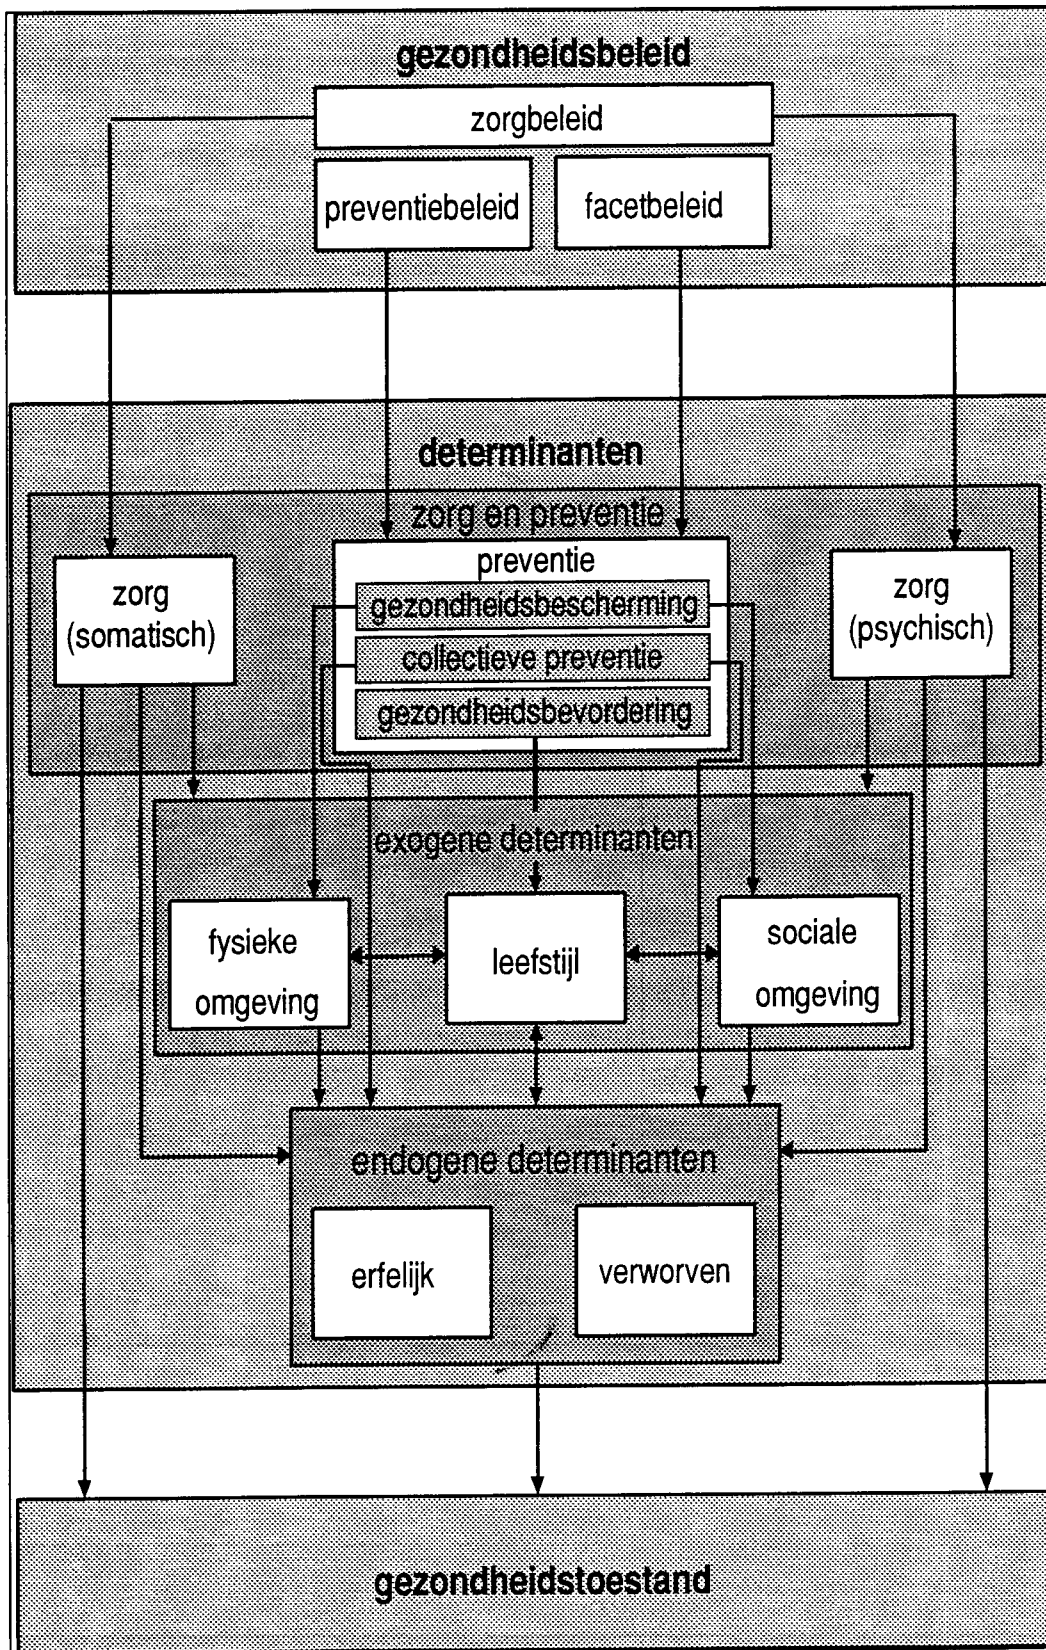 gezondheidsbeleid
zorgbeleid
preventiebeleid
facetbeleid
determinanten
zorg en preventie
zorg
(somatisch)
preventie
gezondheidsbescherming
collectieve preventie
gezondheidsbevordering
zorg
(psychisch)
exogene determinanten
fysieke
omgeving
leefstijl
sociale
omgeving
endogene determinanten
erfelijk
verworven
gezondheidstoestand